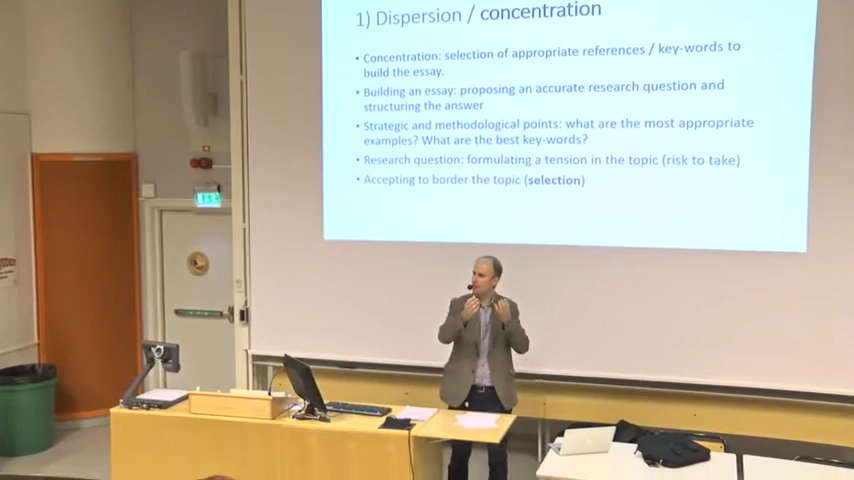 1) Dispersion / concentration
• Concentration: selection of appropriate references / key-words to
build the essay.
• Building an essay: proposing an accurate research question and
structuring the answer
• Strategic and methodological points: what are the most appropriate
examples? What are the best key-words?
• Research question: formulating a tension in the topic (risk to take)
• Accepting to border the topic (selection)